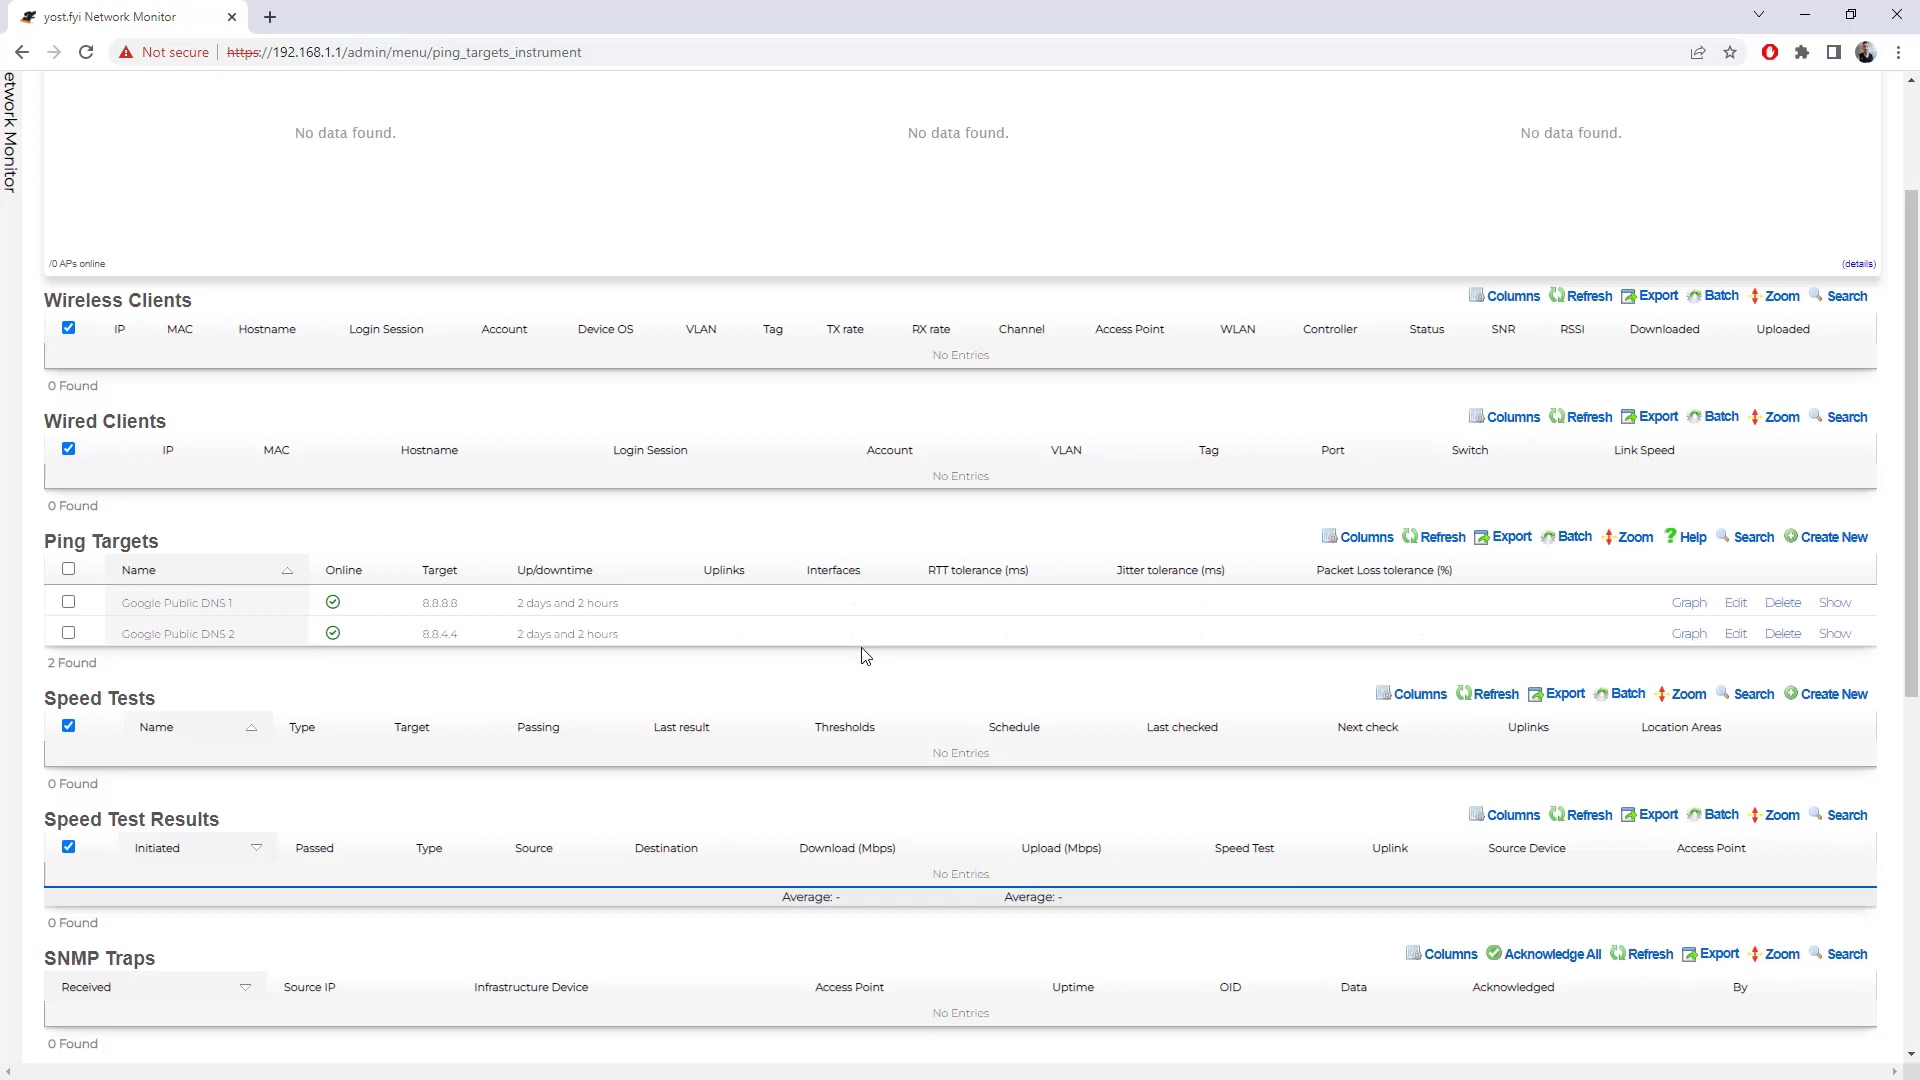 yost.fyi Network Monitor
Not secure https://192.168.1.1/admin/menu/ping_targets_instrument
etwork Monitor
No data found. No data found. No data found.
/0 APs online (details)
Wireless Clients Columns Refresh Export Batch Zoom Search
IP MAC Hostname Login Session Account Device OS VLAN Tag TX rate RX rate Channel Access Point WLAN Controller Status SNR RSSI Downloaded Uploaded
No Entries
0 Found
Wired Clients Columns Refresh Export Batch Zoom Search
IP MAC Hostname Login Session Account VLAN Tag Port Switch Link Speed
No Entries
0 Found
Ping Targets Columns Refresh Export Batch Zoom ? Help Search Create New
Name Online Target Up/downtime Uplinks Interfaces RTT tolerance (ms) Jitter tolerance (ms) Packet Loss tolerance (%)
Google Public DNS 1 8.8.8.8 2 days and 2 hours - - - - - Graph Edit Delete Show
Google Public DNS 2 8.8.4.4 2 days and 2 hours - - - - - Graph Edit Delete Show
2 Found
Speed Tests Columns Refresh Export Batch Zoom Search Create New
Name Type Target Passing Last result Thresholds Schedule Last checked Next check Uplinks Location Areas
No Entries
0 Found
Speed Test Results Columns Refresh Export Batch Zoom Search
Initiated Passed Type Source Destination Download (Mbps) Upload (Mbps) Speed Test Uplink Source Device Access Point
No Entries
Average: - Average: -
0 Found
SNMP Traps Columns Acknowledge All Refresh Export Zoom Search
Received Source IP Infrastructure Device Access Point Uptime OID Data Acknowledged By
No Entries
0 Found